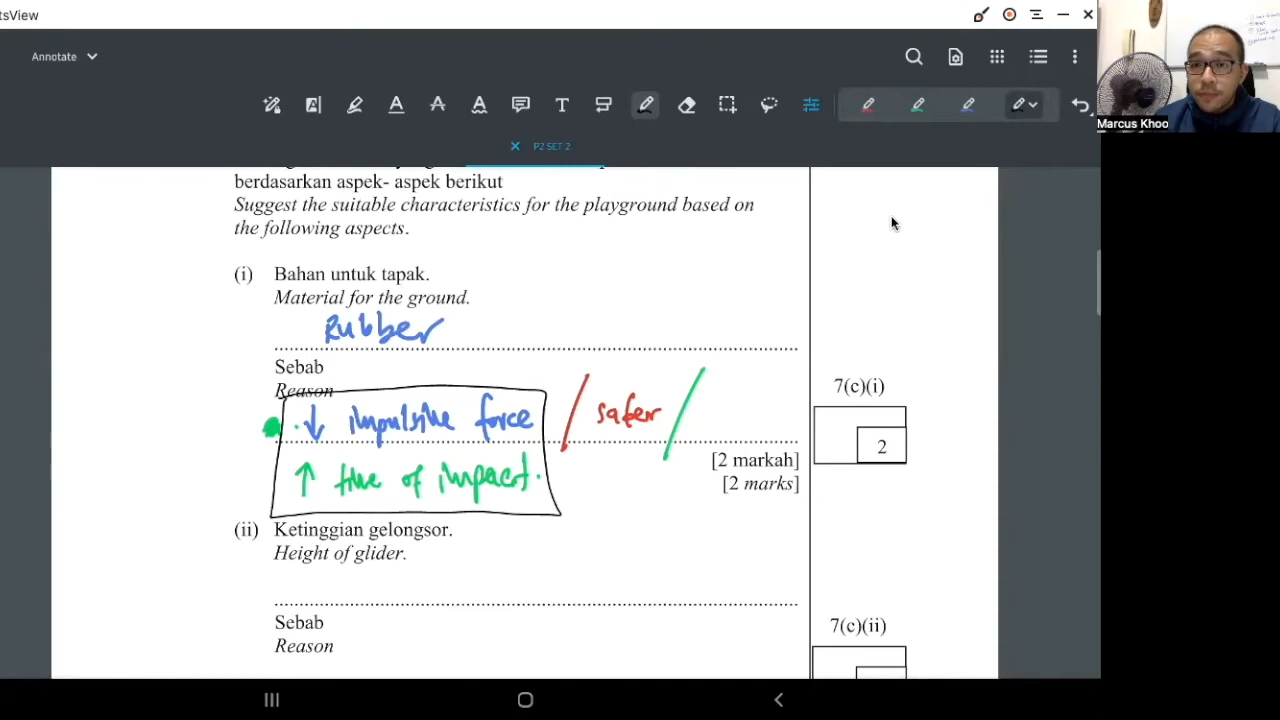 tsView
Annotate
Marcus Khoo
P2 SET 2
berdasarkan aspek- aspek berikut
Suggest the suitable characteristics for the playground based on
the following aspects.
(i) Bahan untuk tapak.
Material for the ground.
Rubber
Sebab
Reason
7(c)(i)
↓ impulsive force / safer /
2
[2 markah]
↑ time of impact.
[2 marks]
(ii) Ketinggian gelongsor.
Height of glider.
Sebab
7(c)(ii)
Reason